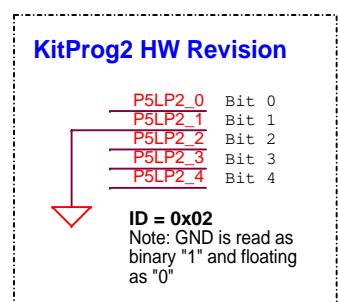 KitProg2 HW Revision
P5LP2_0 Bit 0
P5LP2_1 Bit 1
P5LP2_2 Bit 2
P5LP2_3 Bit 3
P5LP2_4 Bit 4
ID = 0x02
Note: GND is read as
binary "1" and floating
as "0"